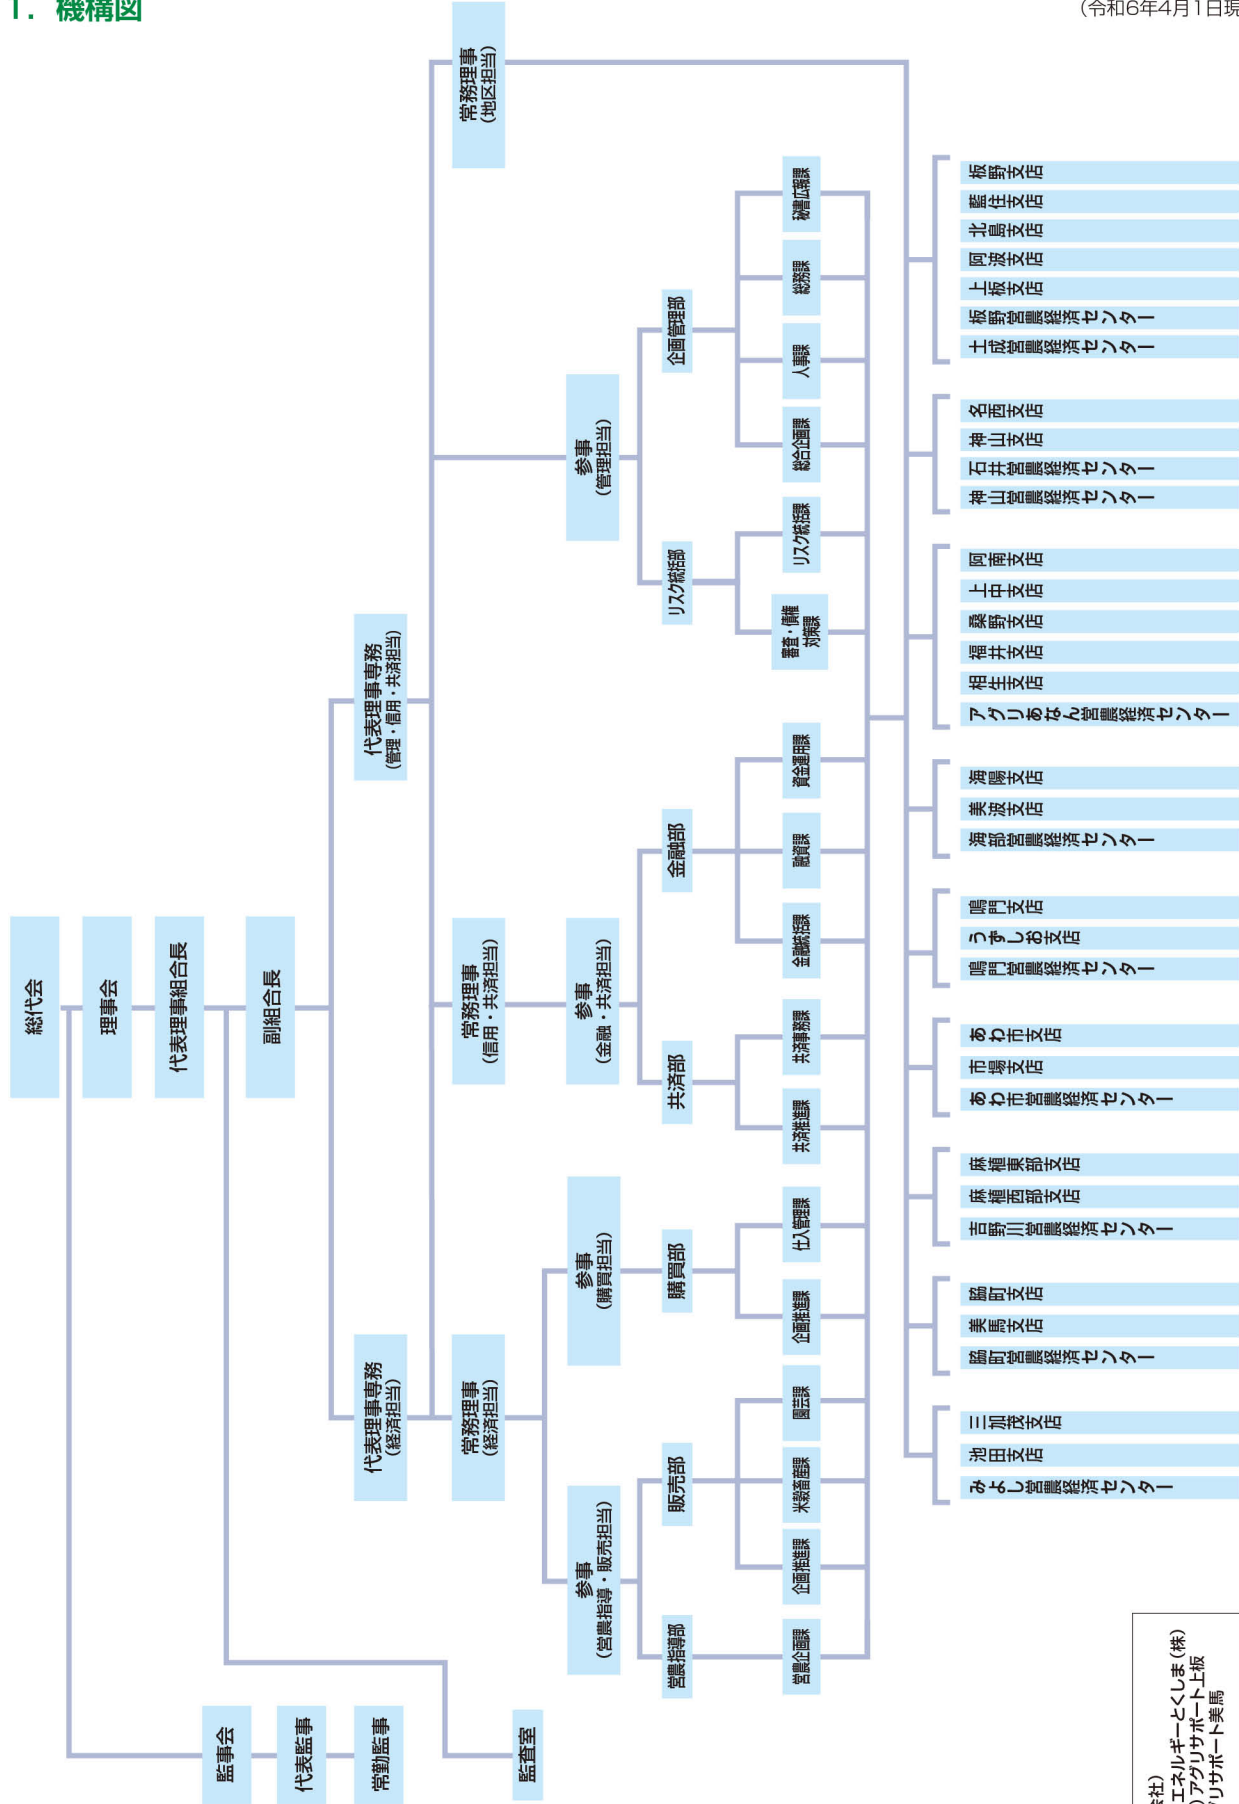 1. 機構図
(令和6年4月1日現
総代会
理事会
代表理事組合長
副組合長
監事会
代表監事
常勤監事
監査室
代表理事専務
(管理・信用・共済担当)
代表理事専務
(経済担当)
常務理事
(地区担当)
常務理事
(信用・共済担当)
常務理事
(経済担当)
参事
(管理担当)
参事
(金融・共済担当)
参事
(購買担当)
参事
(営農指導・販売担当)
企画管理部
リスク統括部
金融部
共済部
購買部
販売部
営農指導部
秘書広報課
総務課
人事課
総合企画課
リスク統括課
審査・債権
対策課
資金運用課
融資課
金融統括課
共済事務課
共済推進課
仕入管理課
企画推進課
園芸課
米穀畜産課
企画推進課
営農企画課
板野支店
藍住支店
北島支店
阿波支店
上板支店
板野営農経済センター
土成営農経済センター
名西支店
神山支店
石井営農経済センター
神山営農経済センター
阿南支店
上中支店
桑野支店
福井支店
相生支店
アグリあなん営農経済センター
海陽支店
美波支店
海部営農経済センター
鳴門支店
うずしお支店
鳴門営農経済センター
あわ市支店
市場支店
あわ市営農経済センター
麻植東部支店
麻植西部支店
吉野川営農経済センター
脇町支店
美馬支店
脇町営農経済センター
三加茂支店
池田支店
みよし営農経済センター
会社)
エネルギーとくしま(株)
)アグリサポート上板
グリサポート美馬